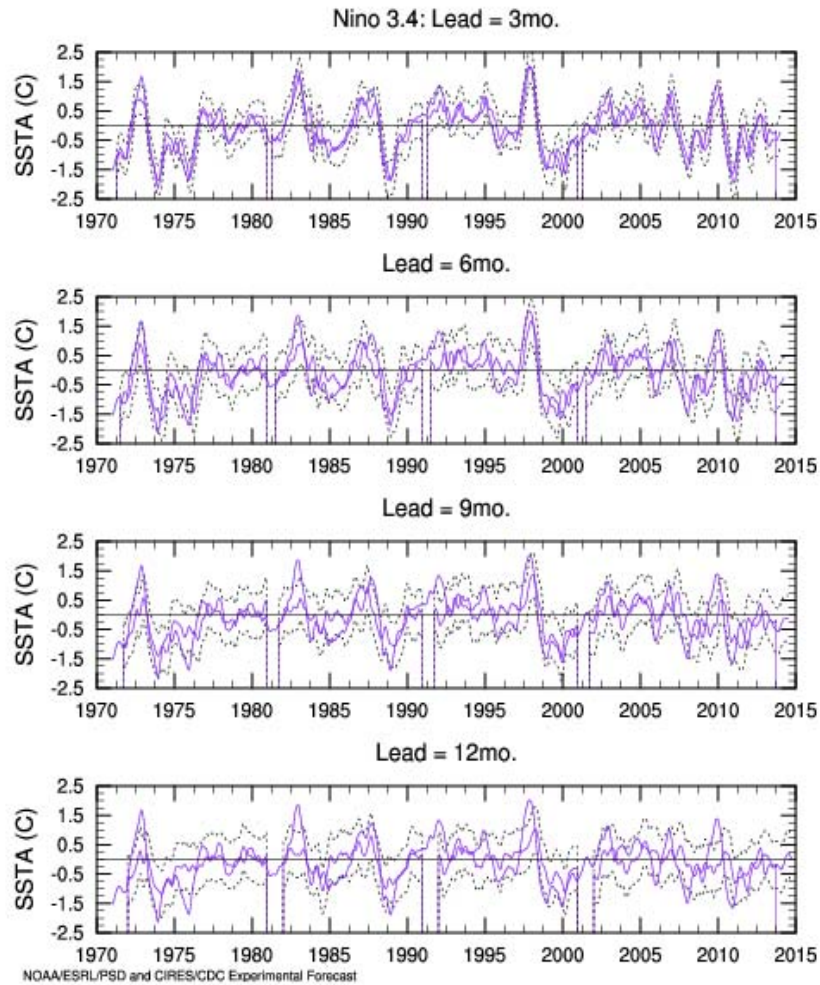 Nino 3.4: Lead = 3mo.
SSTA (C)
2.5
1.5
0.5
-0.5
-1.5
-2.5
1970 1975 1980 1985 1990 1995 2000 2005 2010 2015
Lead = 6mo.
SSTA (C)
2.5
1.5
0.5
-0.5
-1.5
-2.5
1970 1975 1980 1985 1990 1995 2000 2005 2010 2015
Lead = 9mo.
SSTA (C)
2.5
1.5
0.5
-0.5
-1.5
-2.5
1970 1975 1980 1985 1990 1995 2000 2005 2010 2015
Lead = 12mo.
SSTA (C)
2.5
1.5
0.5
-0.5
-1.5
-2.5
1970 1975 1980 1985 1990 1995 2000 2005 2010 2015
NOAA/ESRL/PSD and CIRES/CDC Experimental Forecast